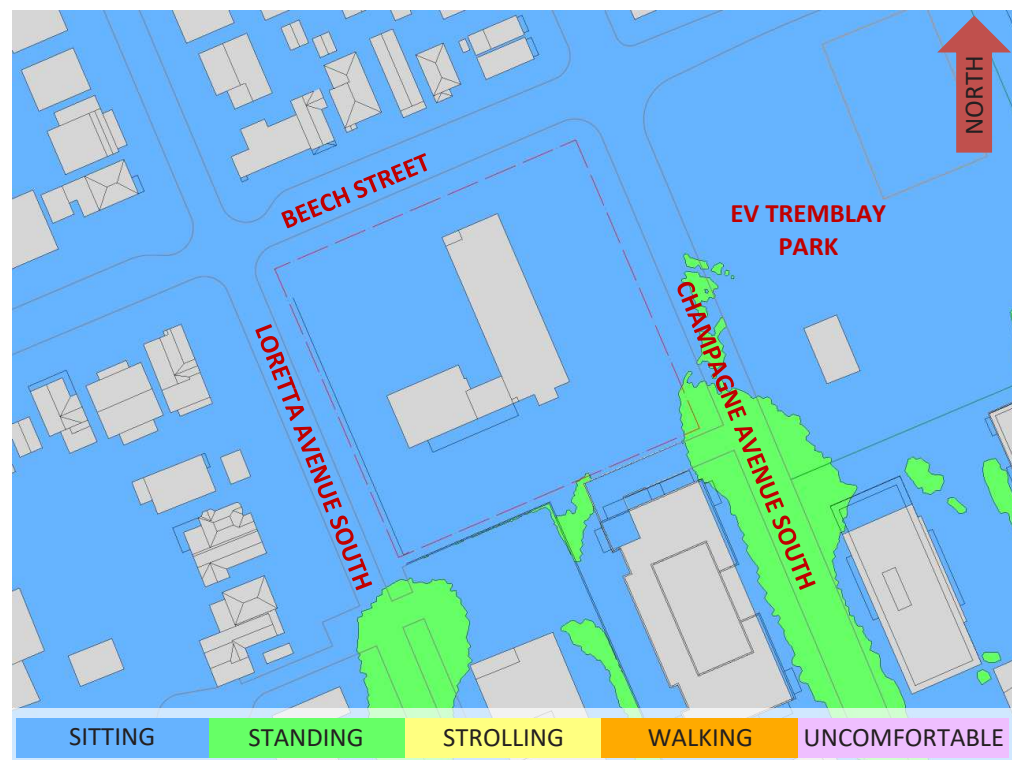 NORTH
BEECH STREET
EV TREMBLAY
PARK
CHAMPAGNE AVENUE SOUTH
LORETTA AVENUE SOUTH
SITTING
STANDING
STROLLING
WALKING
UNCOMFORTABLE